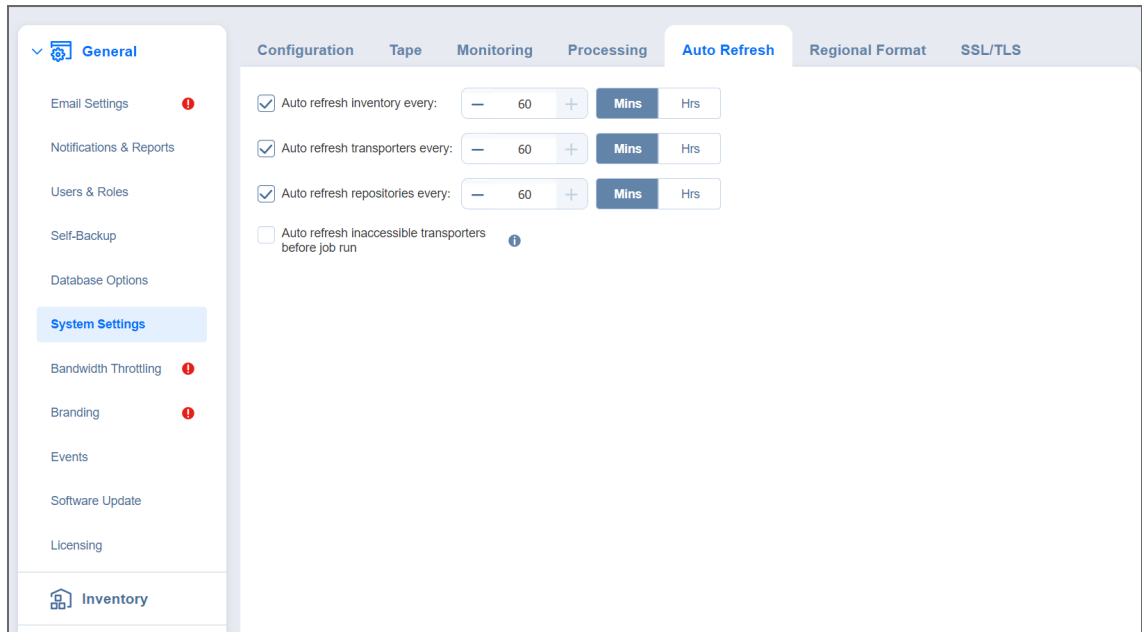 General
Email Settings
Notifications & Reports
Users & Roles
Self-Backup
Database Options
System Settings
Bandwidth Throttling
Branding
Events
Software Update
Licensing
Inventory
Configuration Tape Monitoring Processing Auto Refresh Regional Format SSL/TLS
Auto refresh inventory every: − 60 + Mins Hrs
Auto refresh transporters every: − 60 + Mins Hrs
Auto refresh repositories every: − 60 + Mins Hrs
Auto refresh inaccessible transporters
before job run